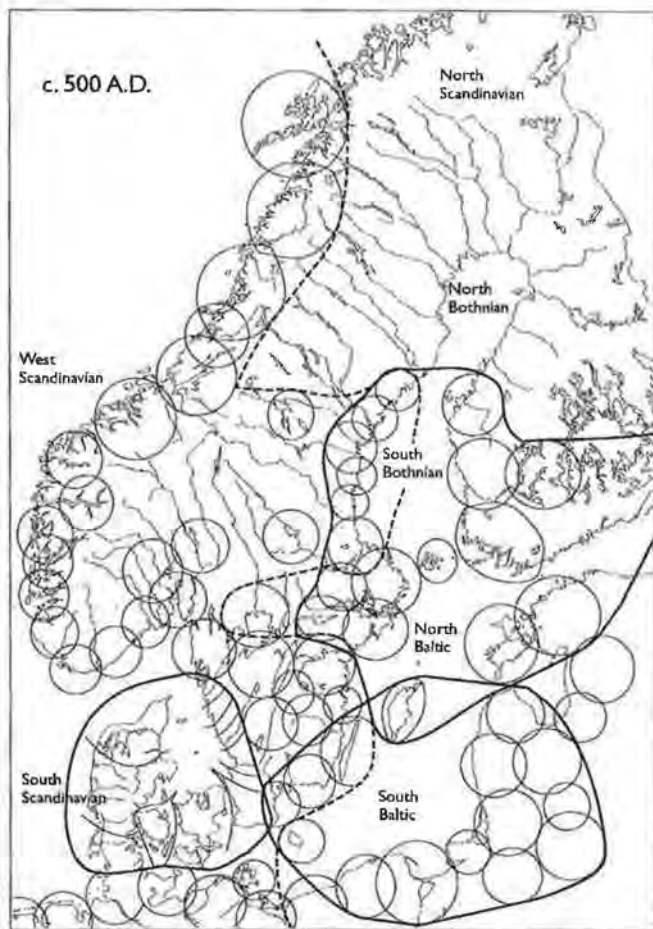 c. 500 A.D.
North
Scandinavian
North
Bothnian
West
Scandinavian
South
Bothnian
North
Baltic
South
Scandinavian
South
Baltic